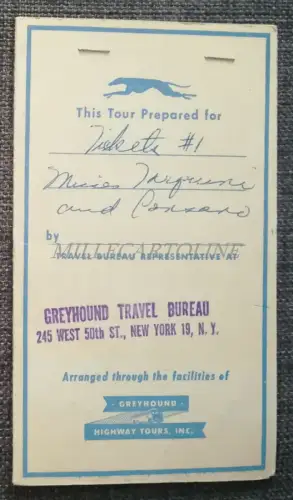 This Tour Prepared for
Tickets #1
Misses
and
by
MILLECARTOLINE
TRAVEL BUREAU REPRESENTATIVE AT
GREYHOUND TRAVEL BUREAU
245 WEST 50th ST., NEW YORK 19, N. Y.
Arranged through the facilities of
GREYHOUND
HIGHWAY TOURS, INC.